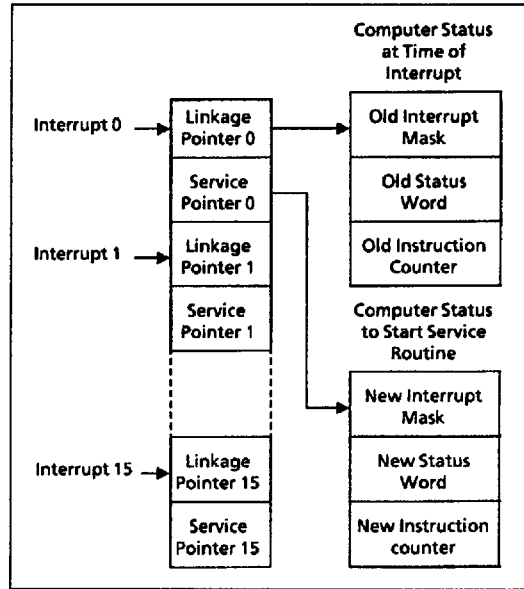 Computer Status
at Time of
Interrupt
Interrupt 0
Linkage
Pointer 0
Old Interrupt
Mask
Service
Pointer 0
Old Status
Word
Interrupt 1
Linkage
Pointer 1
Old Instruction
Counter
Service
Pointer 1
Computer Status
to Start Service
Routine
New Interrupt
Mask
Interrupt 15
Linkage
Pointer 15
New Status
Word
Service
Pointer 15
New Instruction
counter